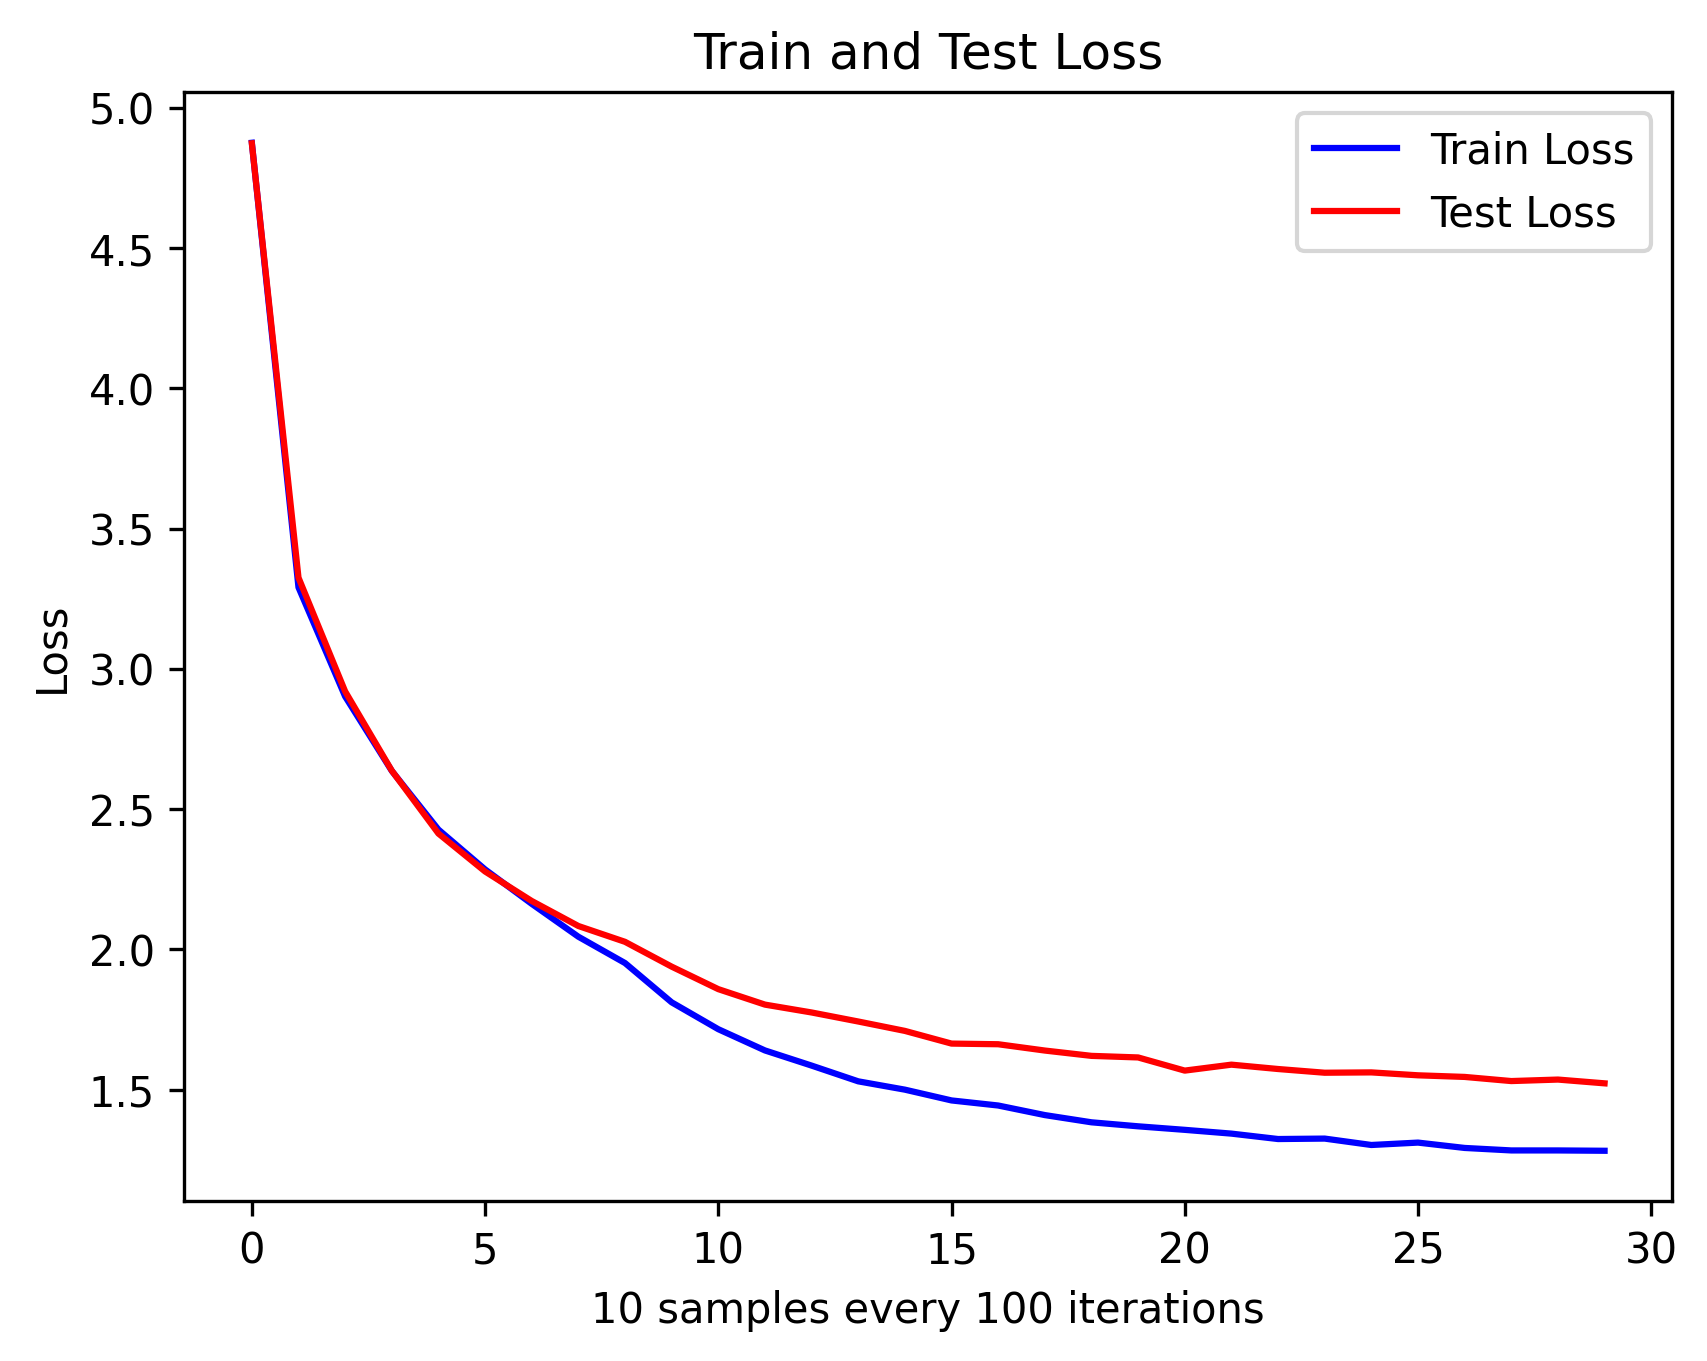 Train and Test Loss
Train Loss
Test Loss
5.0
4.5
4.0
3.5
3.0
2.5
2.0
1.5
Loss
0 5 10 15 20 25 30
10 samples every 100 iterations